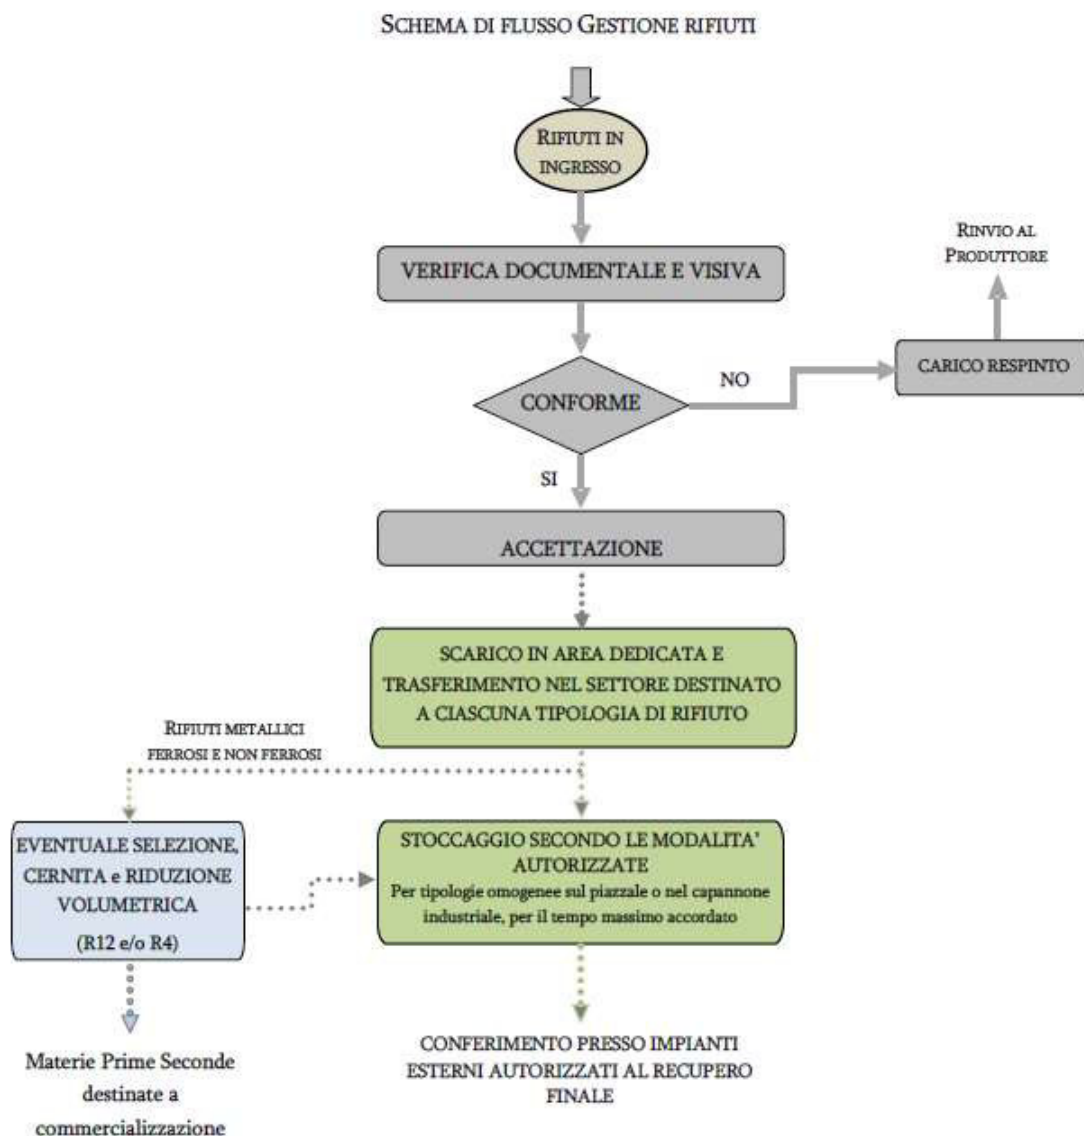 SCHEMA DI FLUSSO GESTIONE RIFIUTI
RIFIUTI IN
INGRESSO
VERIFICA DOCUMENTALE E VISIVA
RINVIO AL
PRODUTTORE
CARICO RESPINTO
NO
CONFORME
SI
ACCETTAZIONE
SCARICO IN AREA DEDICATA E
TRASFERIMENTO NEL SETTORE DESTINATO
A CIASCUNA TIPOLOGIA DI RIFIUTO
RIFIUTI METALLICI
FERROSI E NON FERROSI
EVENTUALE SELEZIONE,
CERNITA e RIDUZIONE
VOLUMETRICA
(R12 e/o R4)
STOCCAGGIO SECONDO LE MODALITA'
AUTORIZZATE
Per tipologie omogenee sul piazzale o nel capannone
industriale, per il tempo massimo accordato
Materie Prime Seconde
destinate a
commercializzazione
CONFERIMENTO PRESSO IMPIANTI
ESTERNI AUTORIZZATI AL RECUPERO
FINALE